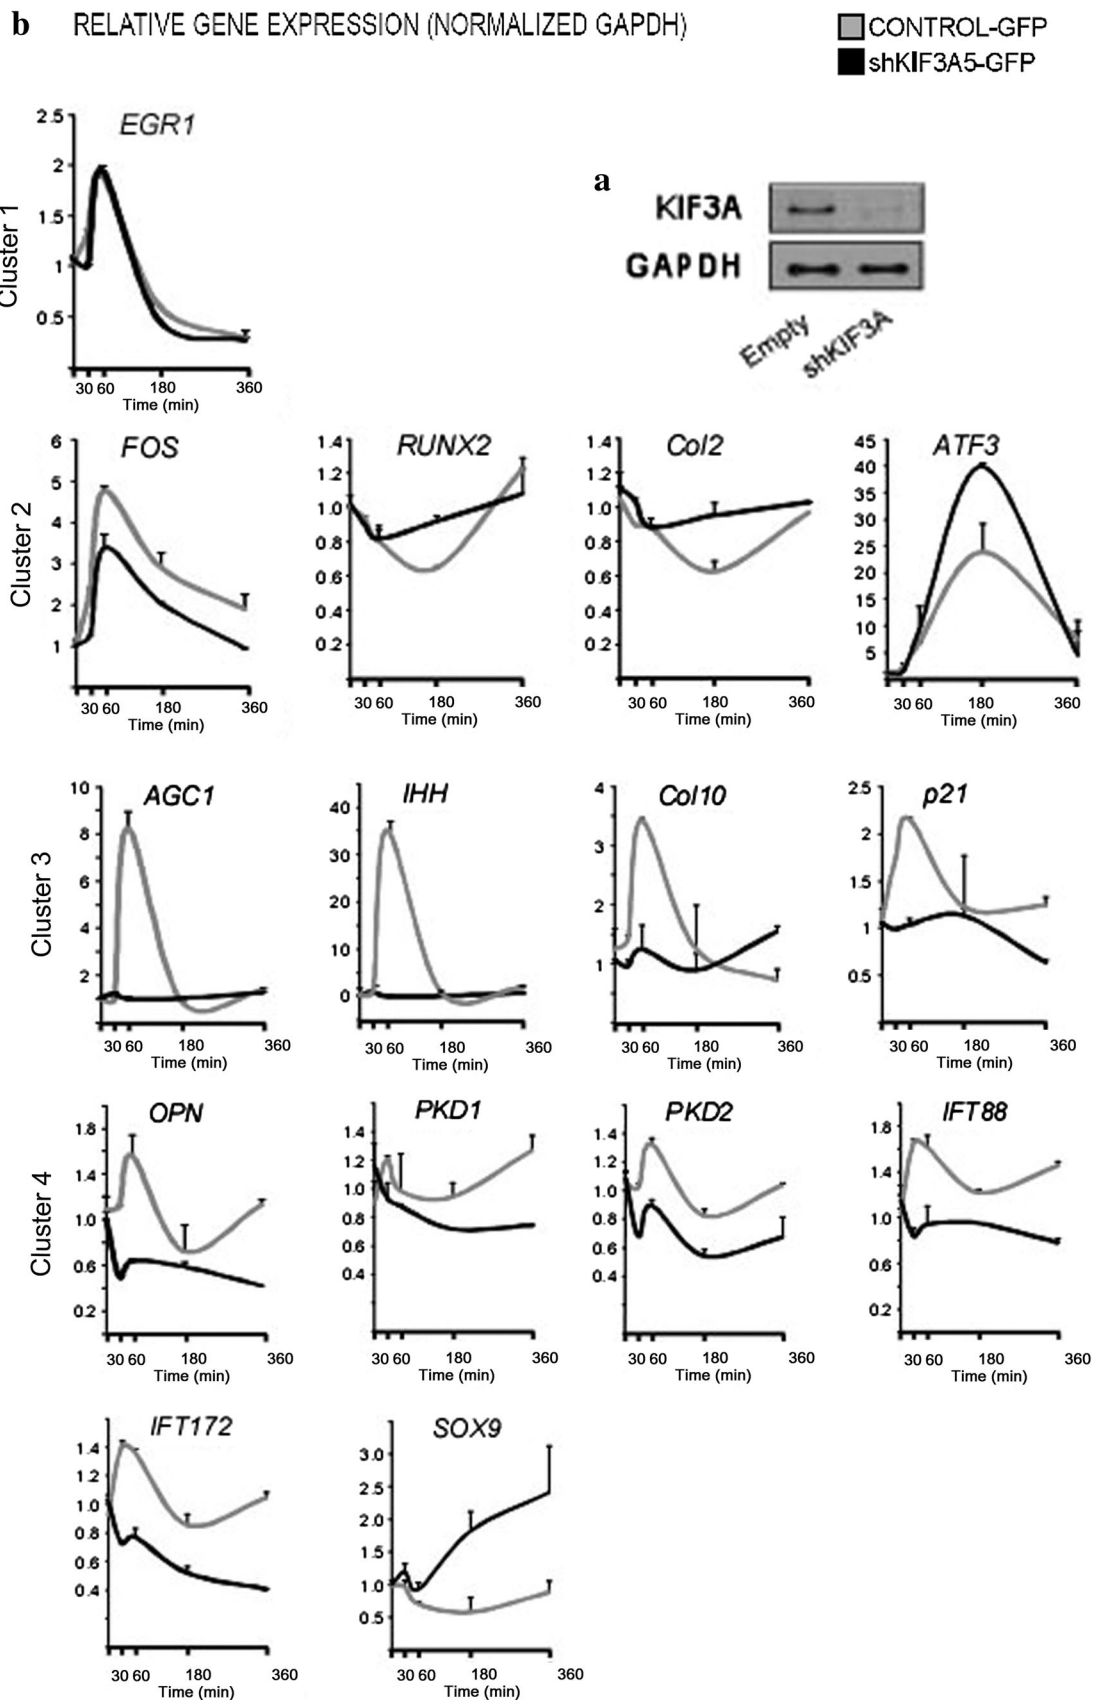 b RELATIVE GENE EXPRESSION (NORMALIZED GAPDH)
CONTROL-GFP
shKIF3A5-GFP
a
KIF3A
GAPDH
Empty
shKIF3A
Cluster 1
EGR1
2.5
2
1.5
1
0.5
30 60 180 360
Time (min)
Cluster 2
FOS
6
5
4
3
2
1
30 60 180 360
Time (min)
RUNX2
1.4
1.2
1.0
0.8
0.6
0.4
0.2
30 60 180 360
Time (min)
Col2
1.4
1.2
1.0
0.8
0.6
0.4
0.2
30 60 180 360
Time (min)
ATF3
45
40
35
30
25
20
15
10
5
30 60 180 360
Time (min)
Cluster 3
AGC1
10
8
6
4
2
30 60 180 360
Time (min)
IHH
40
30
20
10
0
30 60 180 360
Time (min)
Col10
4
3
2
1
30 60 180 360
Time (min)
p21
2.5
2
1.5
1
0.5
30 60 180 360
Time (min)
Cluster 4
OPN
1.8
1.4
1.0
0.6
0.2
30 60 180 360
Time (min)
PKD1
1.4
1.2
1.0
0.8
0.6
0.4
30 60 180 360
Time (min)
PKD2
1.4
1.2
1.0
0.8
0.6
0.4
30 60 180 360
Time (min)
IFT88
1.8
1.4
1.0
0.6
0.2
30 60 180 360
Time (min)
IFT172
1.4
1.2
1.0
0.8
0.6
0.4
30 60 180 360
Time (min)
SOX9
3.0
2.5
2.0
1.5
1.0
0.5
30 60 180 360
Time (min)